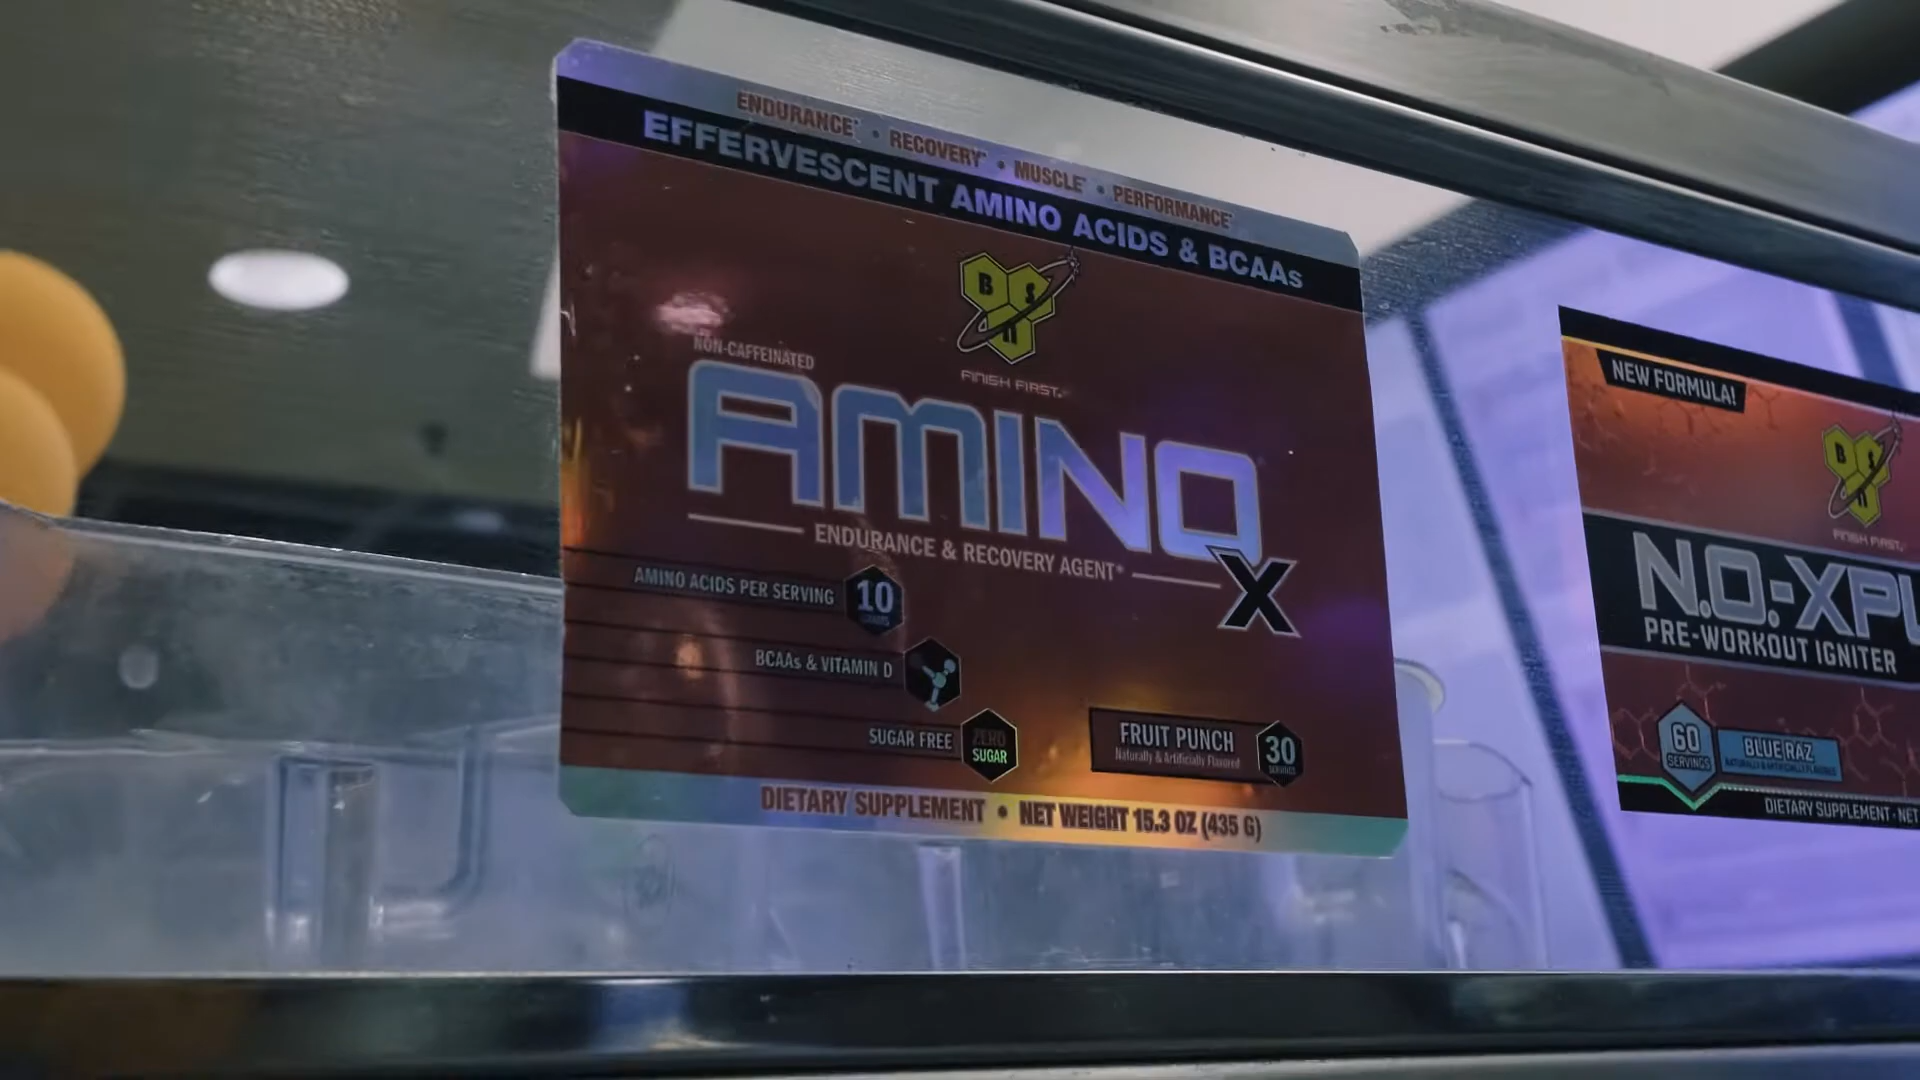 ENDURANCE* • RECOVERY* • MUSCLE* • PERFORMANCE*
EFFERVESCENT AMINO ACIDS & BCAAs
BSN
FINISH FIRST.
NON-CAFFEINATED
AMINO
X
ENDURANCE & RECOVERY AGENT*
AMINO ACIDS PER SERVING 10 GRAMS
BCAAs & VITAMIN D
SUGAR FREE ZERO SUGAR
FRUIT PUNCH
Naturally & Artificially Flavored
30 SERVINGS
DIETARY SUPPLEMENT • NET WEIGHT 15.3 OZ (435 G)
NEW FORMULA!
BSN
FINISH FIRST.
N.O.-XPL
PRE-WORKOUT IGNITER
60 SERVINGS
BLUE RAZ
NATURALLY & ARTIFICIALLY FLAVORED
DIETARY SUPPLEMENT • NET